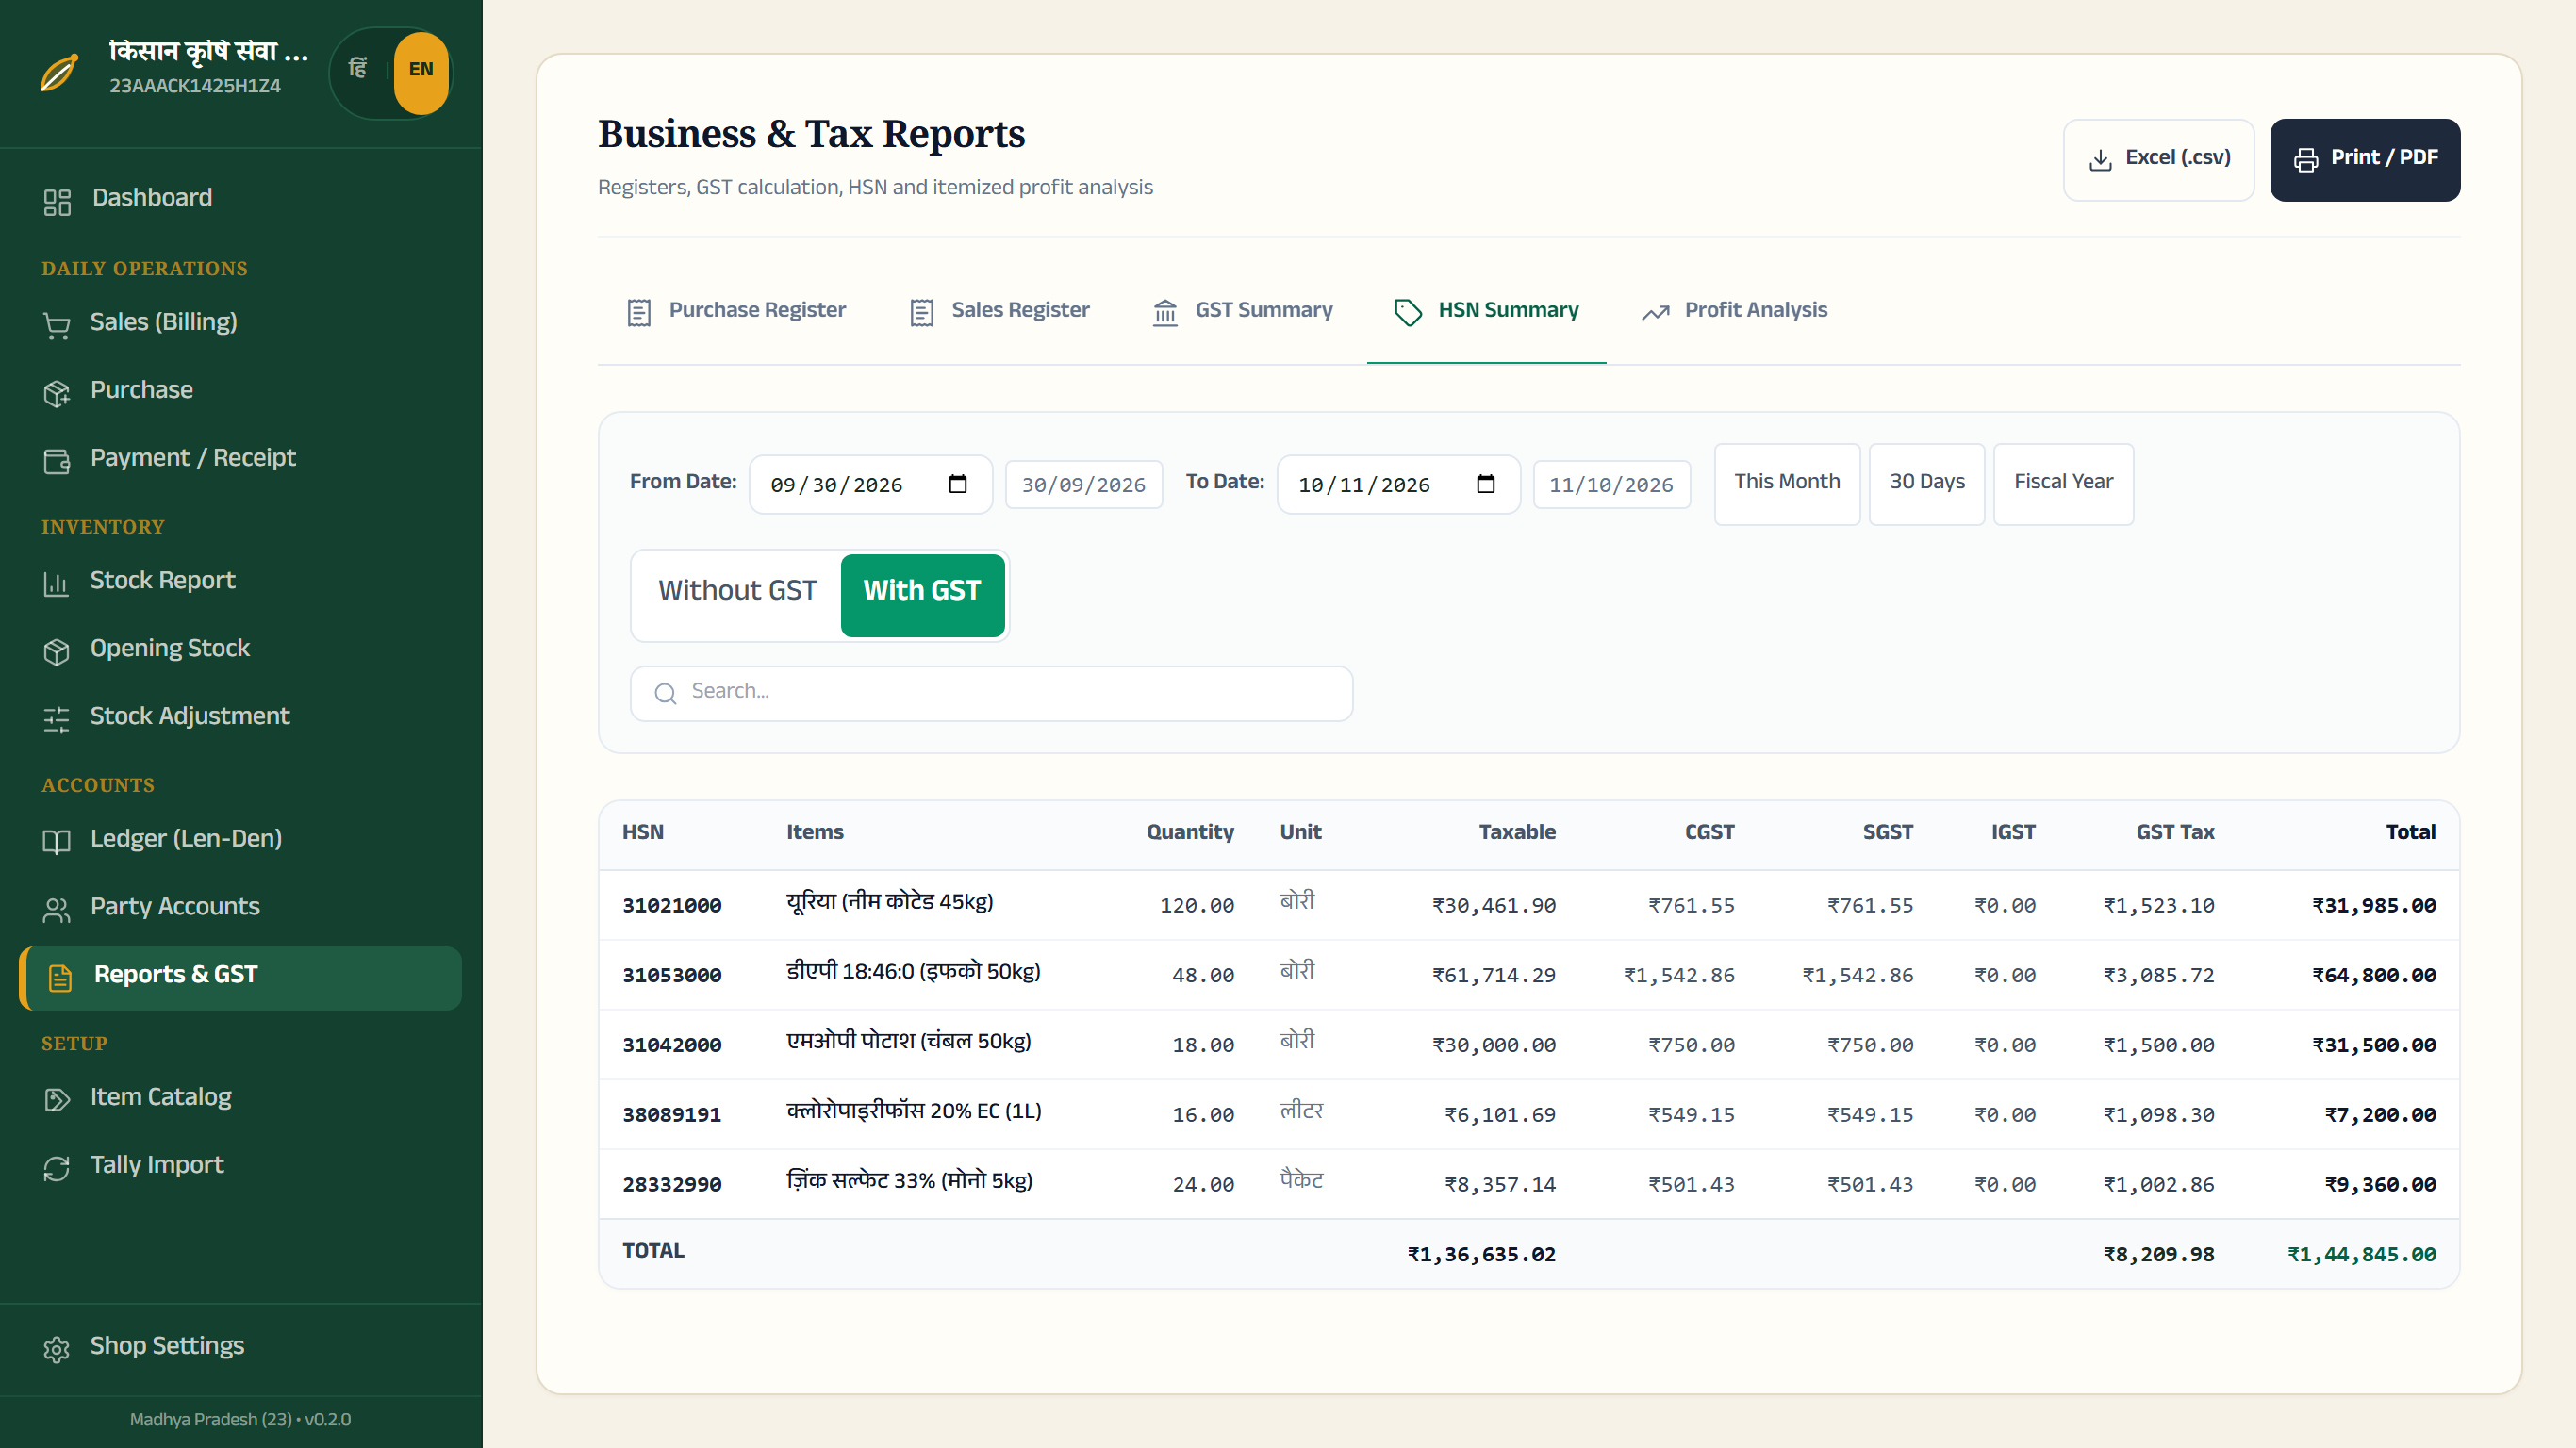 किसान कृषि सेवा ...
23AAACK1425H1Z4
हिं | EN
Dashboard
DAILY OPERATIONS
Sales (Billing)
Purchase
Payment / Receipt
INVENTORY
Stock Report
Opening Stock
Stock Adjustment
ACCOUNTS
Ledger (Len-Den)
Party Accounts
Reports & GST
SETUP
Item Catalog
Tally Import
Shop Settings
Madhya Pradesh (23) • v0.2.0
Business & Tax Reports
Registers, GST calculation, HSN and itemized profit analysis
Excel (.csv) Print / PDF
Purchase Register Sales Register GST Summary HSN Summary Profit Analysis
From Date: 09/30/2026 30/09/2026 To Date: 10/11/2026 11/10/2026 This Month 30 Days Fiscal Year
Without GST With GST
Search...
HSN Items Quantity Unit Taxable CGST SGST IGST GST Tax Total
31021000 यूरिया (नीम कोटेड 45kg) 120.00 बोरी ₹30,461.90 ₹761.55 ₹761.55 ₹0.00 ₹1,523.10 ₹31,985.00
31053000 डीएपी 18:46:0 (इफको 50kg) 48.00 बोरी ₹61,714.29 ₹1,542.86 ₹1,542.86 ₹0.00 ₹3,085.72 ₹64,800.00
31042000 एमओपी पोटाश (चंबल 50kg) 18.00 बोरी ₹30,000.00 ₹750.00 ₹750.00 ₹0.00 ₹1,500.00 ₹31,500.00
38089191 क्लोरोपाइरीफॉस 20% EC (1L) 16.00 लीटर ₹6,101.69 ₹549.15 ₹549.15 ₹0.00 ₹1,098.30 ₹7,200.00
28332990 ज़िंक सल्फेट 33% (मोनो 5kg) 24.00 पैकेट ₹8,357.14 ₹501.43 ₹501.43 ₹0.00 ₹1,002.86 ₹9,360.00
TOTAL ₹1,36,635.02 ₹8,209.98 ₹1,44,845.00